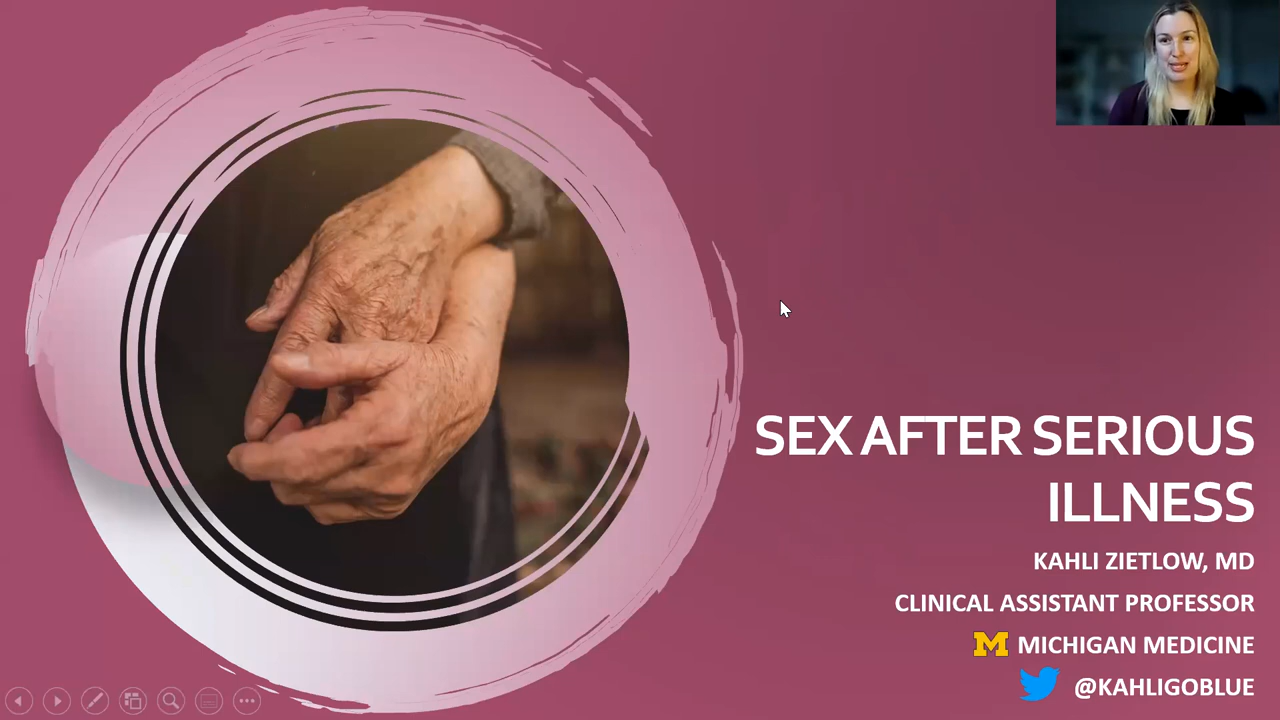 SEX AFTER SERIOUS
ILLNESS
KAHLI ZIETLOW, MD
CLINICAL ASSISTANT PROFESSOR
M MICHIGAN MEDICINE
@KAHLIGOBLUE